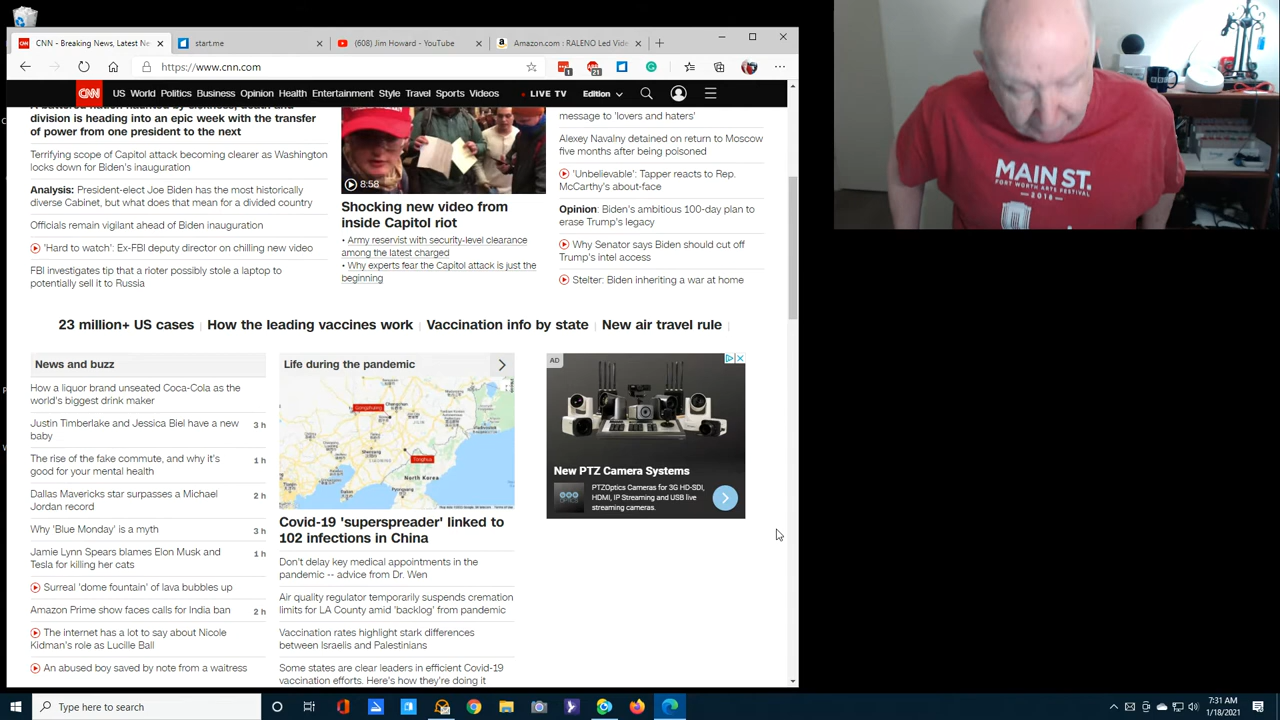 CNN - Breaking News, Latest Ne
start.me
(608) Jim Howard - YouTube
Amazon.com : RALENO Led Vide
https://www.cnn.com
1
21
CNN
US World Politics Business Opinion Health Entertainment Style Travel Sports Videos
LIVE TV
Edition
division is heading into an epic week with the transfer
of power from one president to the next
Terrifying scope of Capitol attack becoming clearer as Washington
locks down for Biden's inauguration
Analysis: President-elect Joe Biden has the most historically
diverse Cabinet, but what does that mean for a divided country
Officials remain vigilant ahead of Biden inauguration
'Hard to watch': Ex-FBI deputy director on chilling new video
FBI investigates tip that a rioter possibly stole a laptop to
potentially sell it to Russia
8:58
Shocking new video from
inside Capitol riot
• Army reservist with security-level clearance
among the latest charged
• Why experts fear the Capitol attack is just the
beginning
message to 'lovers and haters'
Alexey Navalny detained on return to Moscow
five months after being poisoned
'Unbelievable': Tapper reacts to Rep.
McCarthy's about-face
Opinion: Biden's ambitious 100-day plan to
erase Trump's legacy
Why Senator says Biden should cut off
Trump's intel access
Stelter: Biden inheriting a war at home
23 million+ US cases | How the leading vaccines work | Vaccination info by state | New air travel rule |
News and buzz
How a liquor brand unseated Coca-Cola as the
world's biggest drink maker
Justin Timberlake and Jessica Biel have a new 3 h
baby
The rise of the fake commute, and why it's 1 h
good for your mental health
Dallas Mavericks star surpasses a Michael 2 h
Jordan record
Why 'Blue Monday' is a myth 3 h
Jamie Lynn Spears blames Elon Musk and 1 h
Tesla for killing her cats
Surreal 'dome fountain' of lava bubbles up
Amazon Prime show faces calls for India ban 2 h
The internet has a lot to say about Nicole
Kidman's role as Lucille Ball
An abused boy saved by note from a waitress
Life during the pandemic
Tonghua
North Korea
Covid-19 'superspreader' linked to
102 infections in China
Don't delay key medical appointments in the
pandemic -- advice from Dr. Wen
Air quality regulator temporarily suspends cremation
limits for LA County amid 'backlog' from pandemic
Vaccination rates highlight stark differences
between Israelis and Palestinians
Some states are clear leaders in efficient Covid-19
vaccination efforts. Here's how they're doing it
AD
New PTZ Camera Systems
PTZOptics Cameras for 3G HD-SDI,
HDMI, IP Streaming and USB live
streaming cameras.
MAIN ST.
FORT WORTH ARTS FESTIVAL
2018
Type here to search
7:31 AM
1/18/2021